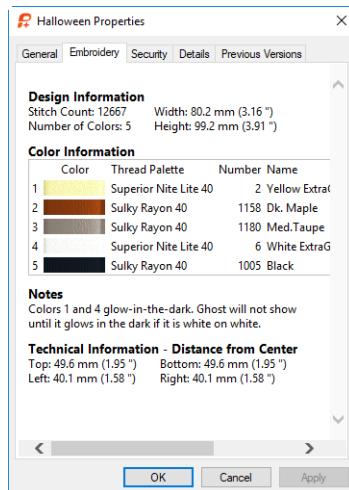 Halloween Properties
General Embroidery Security Details Previous Versions
Design Information
Stitch Count: 12667 Width: 80.2 mm (3.16 ")
Number of Colors: 5 Height: 99.2 mm (3.91 ")
Color Information
Color Thread Palette Number Name
1 Superior Nite Lite 40 2 Yellow ExtraG
2 Sulky Rayon 40 1158 Dk. Maple
3 Sulky Rayon 40 1180 Med.Taupe
4 Superior Nite Lite 40 6 White ExtraG
5 Sulky Rayon 40 1005 Black
Notes
Colors 1 and 4 glow-in-the-dark. Ghost will not show
until it glows in the dark if it is white on white.
Technical Information - Distance from Center
Top: 49.6 mm (1.95 ") Bottom: 49.6 mm (1.95 ")
Left: 40.1 mm (1.58 ") Right: 40.1 mm (1.58 ")
OK Cancel Apply